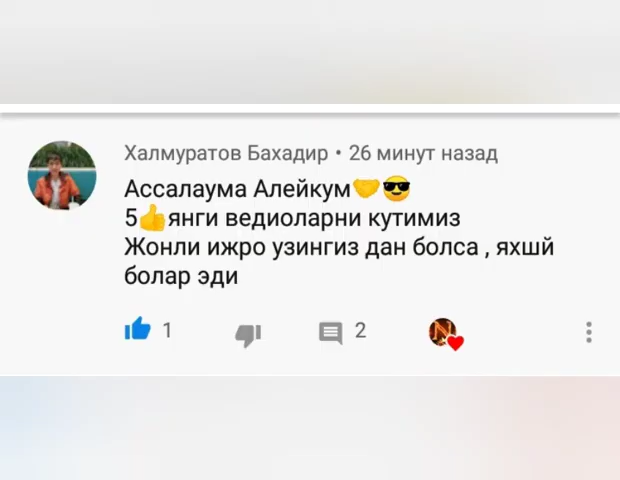 Халмуратов Бахадир • 26 минут назад
Ассалаума Алейкум🤝😎
5👍янги ведиоларни кутимиз
Жонли ижро узингиз дан болса , яхшй
болар эди
1 2